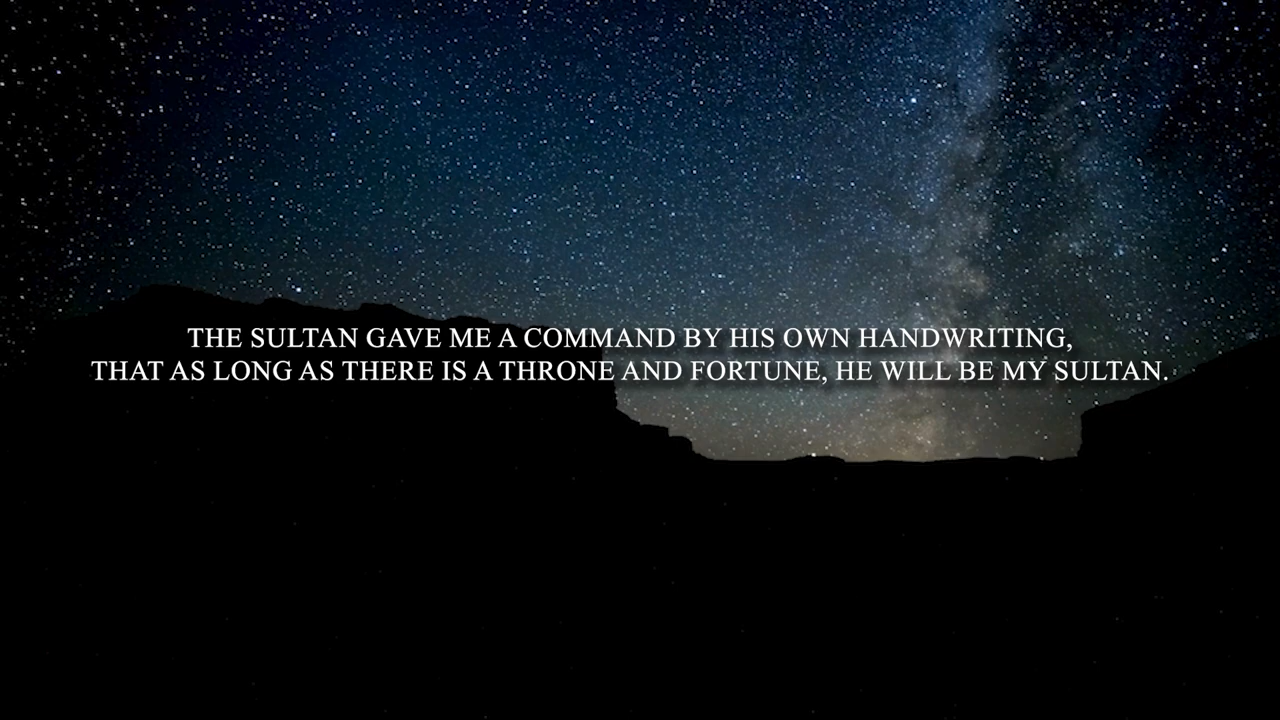 THE SULTAN GAVE ME A COMMAND BY HIS OWN HANDWRITING,
THAT AS LONG AS THERE IS A THRONE AND FORTUNE, HE WILL BE MY SULTAN.